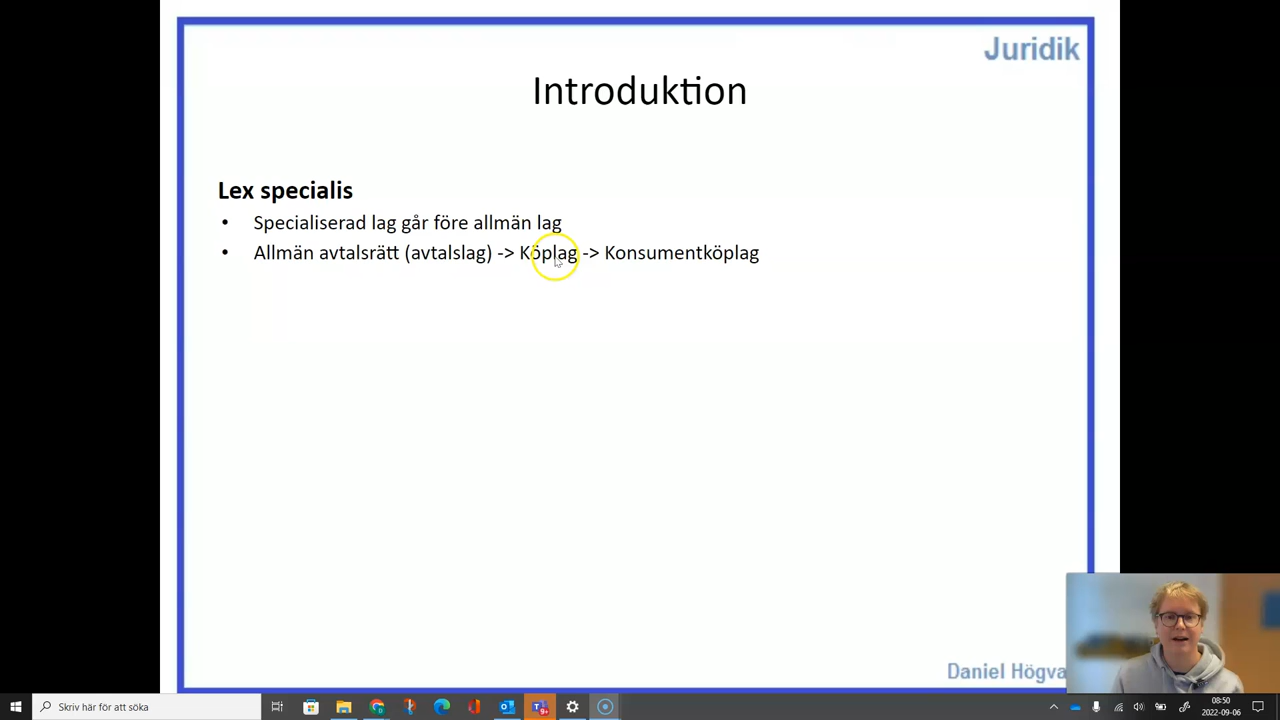 Juridik
Introduktion
Lex specialis
• Specialiserad lag går före allmän lag
• Allmän avtalsrätt (avtalslag) -> Köplag -> Konsumentköplag
Daniel
Skriv här för att söka
9+
08:50
2022-09-06